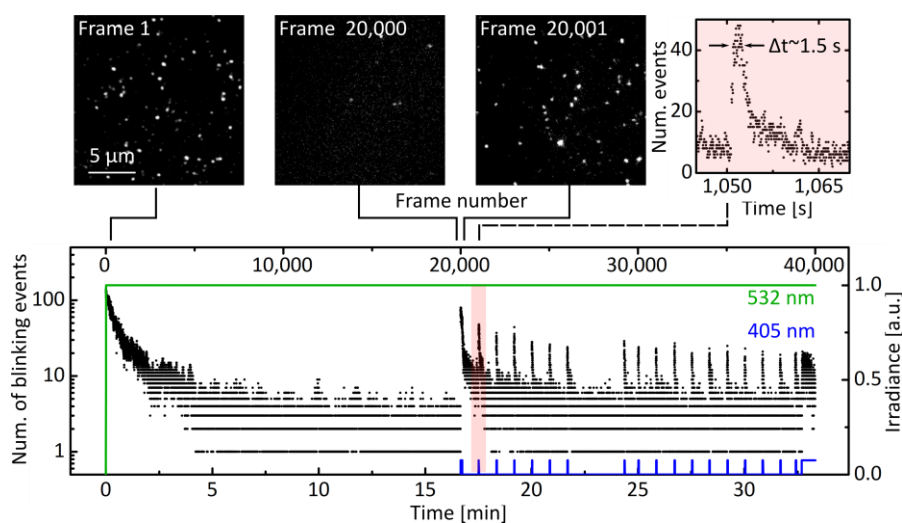 Frame 1
Frame 20,000
Frame 20,001
5 μm
Num. events
40
20
0
Δt~1.5 s
1,050
1,065
Time [s]
Frame number
0
10,000
20,000
30,000
40,000
Num. of blinking events
100
10
1
532 nm
405 nm
1.0
0.5
0.0
Irradiance [a.u.]
0
5
10
15
20
25
30
Time [min]